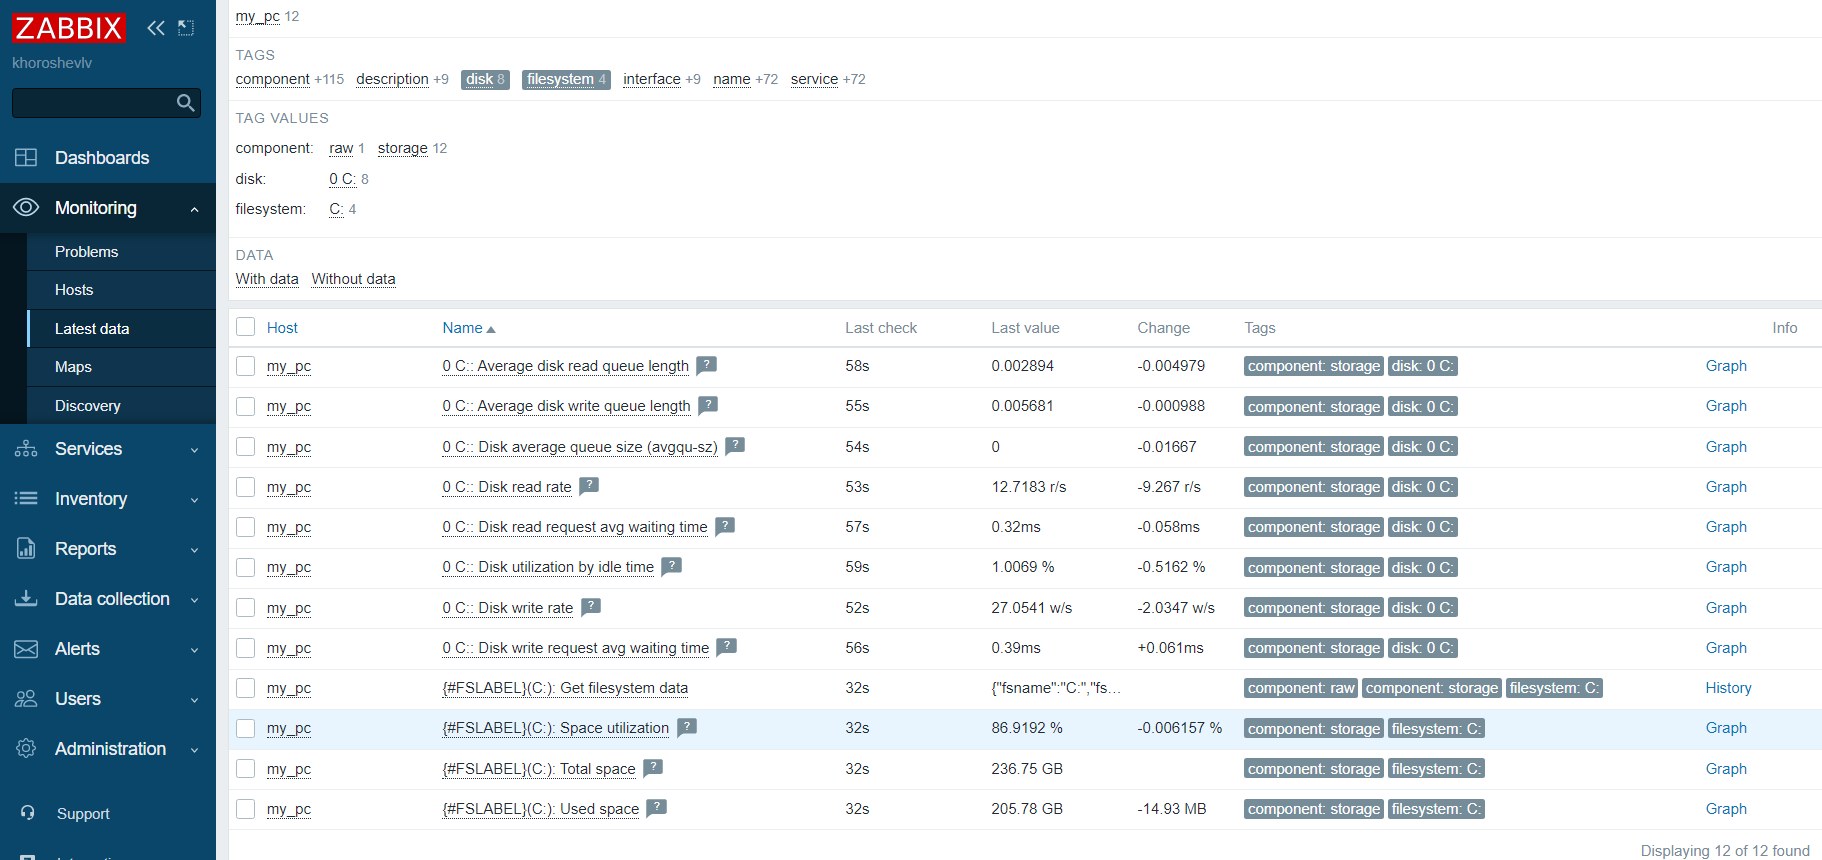 ZABBIX
khoroshevlv
Dashboards
Monitoring
Problems
Hosts
Latest data
Maps
Discovery
Services
Inventory
Reports
Data collection
Alerts
Users
Administration
Support
my_pc 12
TAGS
component +115 description +9 disk 8 filesystem 4 interface +9 name +72 service +72
TAG VALUES
component: raw 1 storage 12
disk: 0 C: 8
filesystem: C: 4
DATA
With data Without data
Host Name Last check Last value Change Tags Info
my_pc 0 C:: Average disk read queue length ? 58s 0.002894 -0.004979 component: storage disk: 0 C: Graph
my_pc 0 C:: Average disk write queue length ? 55s 0.005681 -0.000988 component: storage disk: 0 C: Graph
my_pc 0 C:: Disk average queue size (avgqu-sz) ? 54s 0 -0.01667 component: storage disk: 0 C: Graph
my_pc 0 C:: Disk read rate ? 53s 12.7183 r/s -9.267 r/s component: storage disk: 0 C: Graph
my_pc 0 C:: Disk read request avg waiting time ? 57s 0.32ms -0.058ms component: storage disk: 0 C: Graph
my_pc 0 C:: Disk utilization by idle time ? 59s 1.0069 % -0.5162 % component: storage disk: 0 C: Graph
my_pc 0 C:: Disk write rate ? 52s 27.0541 w/s -2.0347 w/s component: storage disk: 0 C: Graph
my_pc 0 C:: Disk write request avg waiting time ? 56s 0.39ms +0.061ms component: storage disk: 0 C: Graph
my_pc {#FSLABEL}(C:): Get filesystem data 32s {"fsname":"C:","fs... component: raw component: storage filesystem: C: History
my_pc {#FSLABEL}(C:): Space utilization ? 32s 86.9192 % -0.006157 % component: storage filesystem: C: Graph
my_pc {#FSLABEL}(C:): Total space ? 32s 236.75 GB component: storage filesystem: C: Graph
my_pc {#FSLABEL}(C:): Used space ? 32s 205.78 GB -14.93 MB component: storage filesystem: C: Graph
Displaying 12 of 12 found